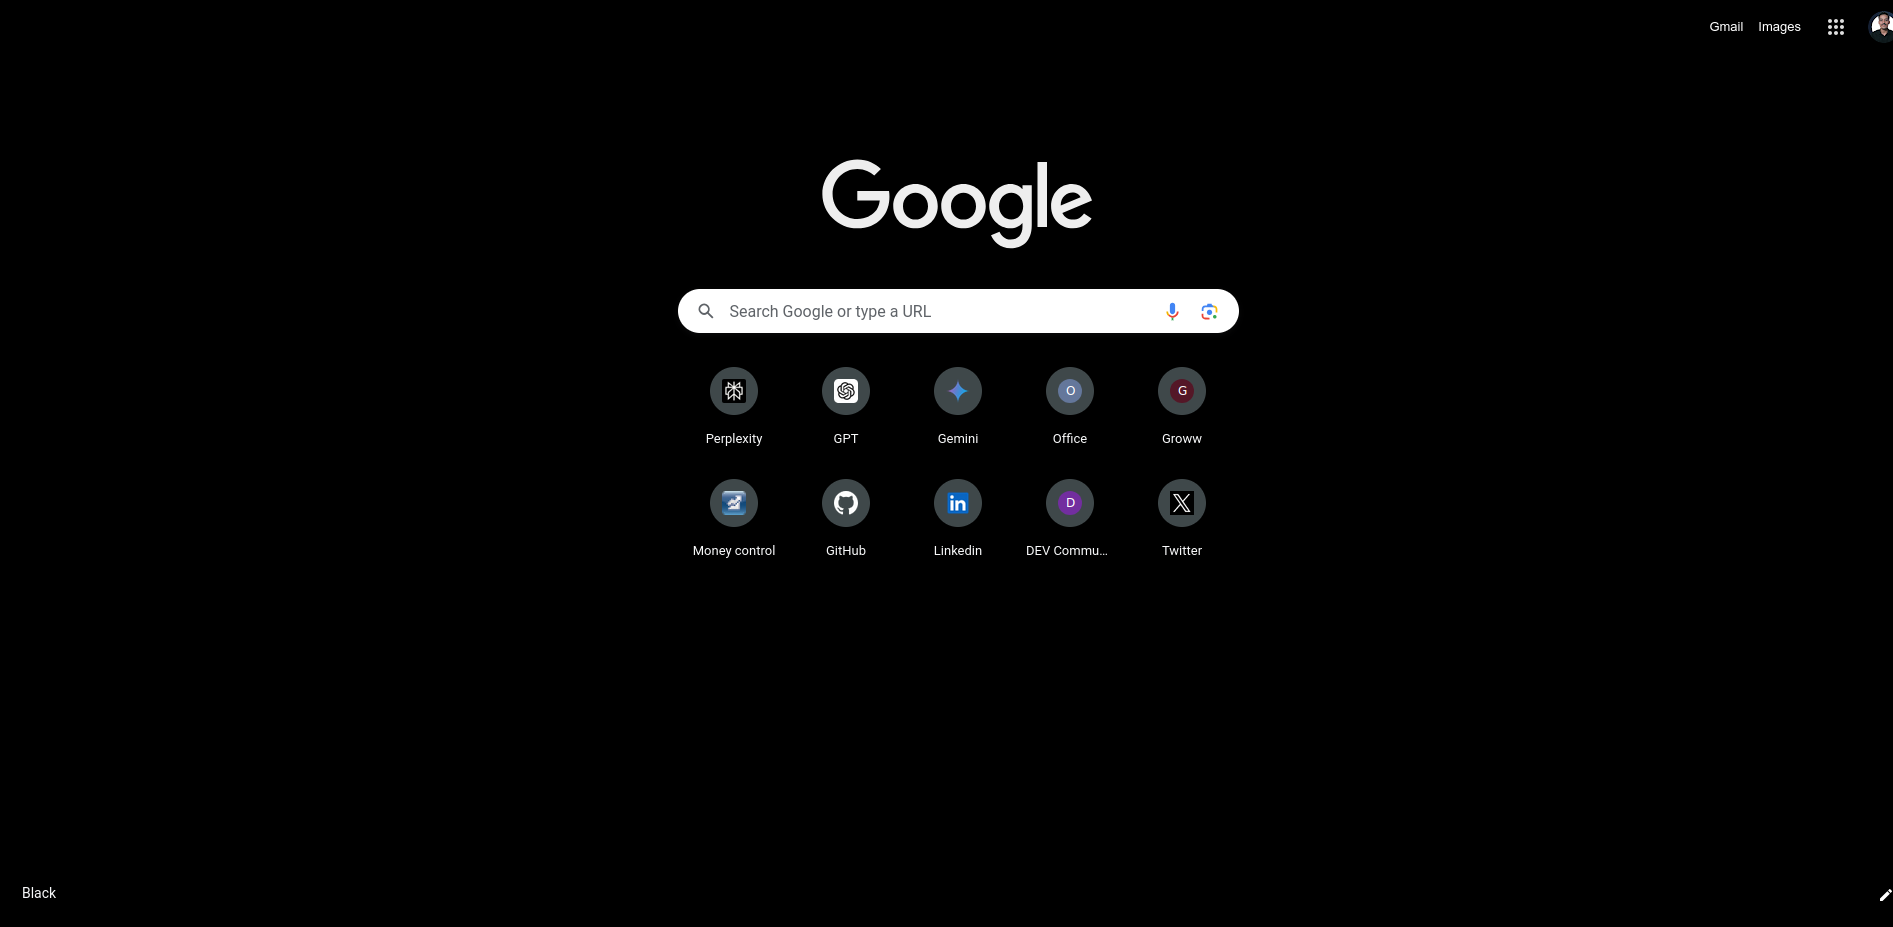 Gmail Images
Google
Search Google or type a URL
Perplexity GPT Gemini O Office G Groww
Money control GitHub in Linkedin D DEV Commu... X Twitter
Black